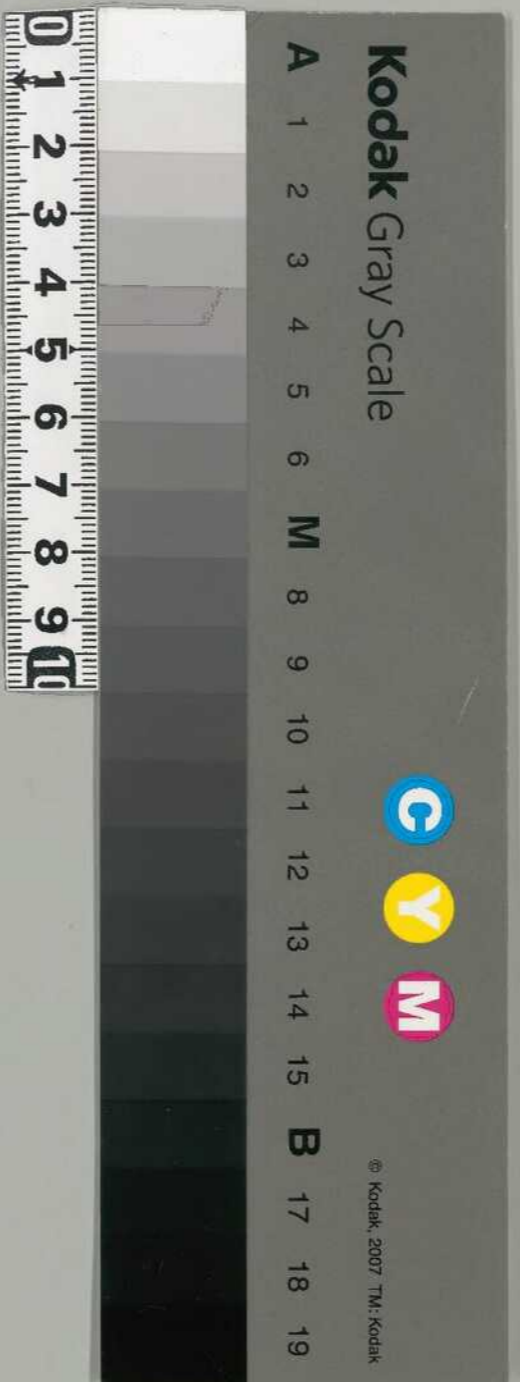 Kodak Gray Scale
C Y M
© Kodak, 2007 TM: Kodak
A 1 2 3 4 5 6 M 8 9 10 11 12 13 14 15 B 17 18 19
0 1 2 3 4 5 6 7 8 9 10